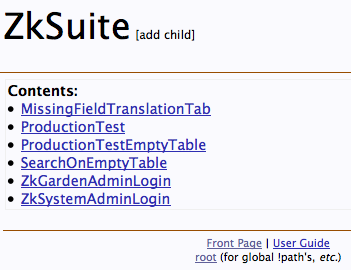 ZkSuite [add child]
Contents:
MissingFieldTranslationTab
ProductionTest
ProductionTestEmptyTable
SearchOnEmptyTable
ZkGardenAdminLogin
ZkSystemAdminLogin
Front Page | User Guide
root (for global !path's, etc.)